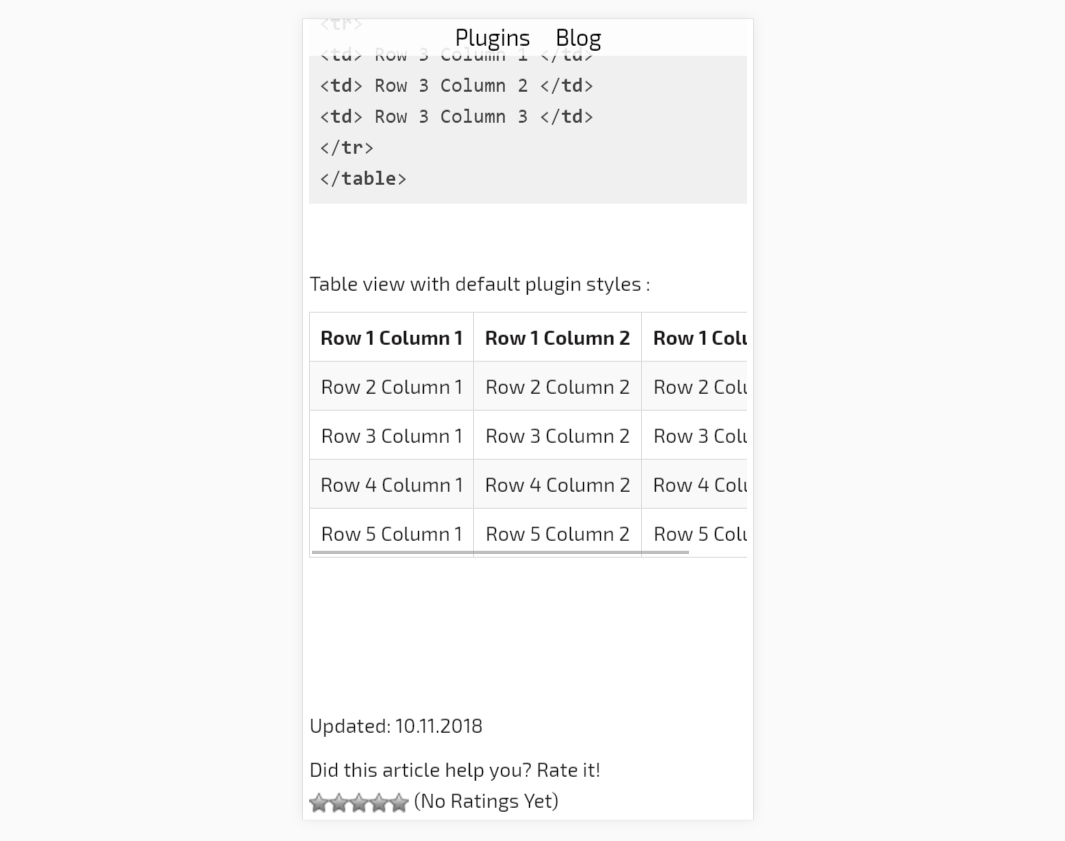 <tr>
Plugins Blog
<td> Row 3 Column 1 </td>
<td> Row 3 Column 2 </td>
<td> Row 3 Column 3 </td>
</tr>
</table>
Table view with default plugin styles :
Row 1 Column 1 Row 1 Column 2 Row 1 Colu
Row 2 Column 1 Row 2 Column 2 Row 2 Colu
Row 3 Column 1 Row 3 Column 2 Row 3 Colu
Row 4 Column 1 Row 4 Column 2 Row 4 Colu
Row 5 Column 1 Row 5 Column 2 Row 5 Colu
Updated: 10.11.2018
Did this article help you? Rate it!
(No Ratings Yet)